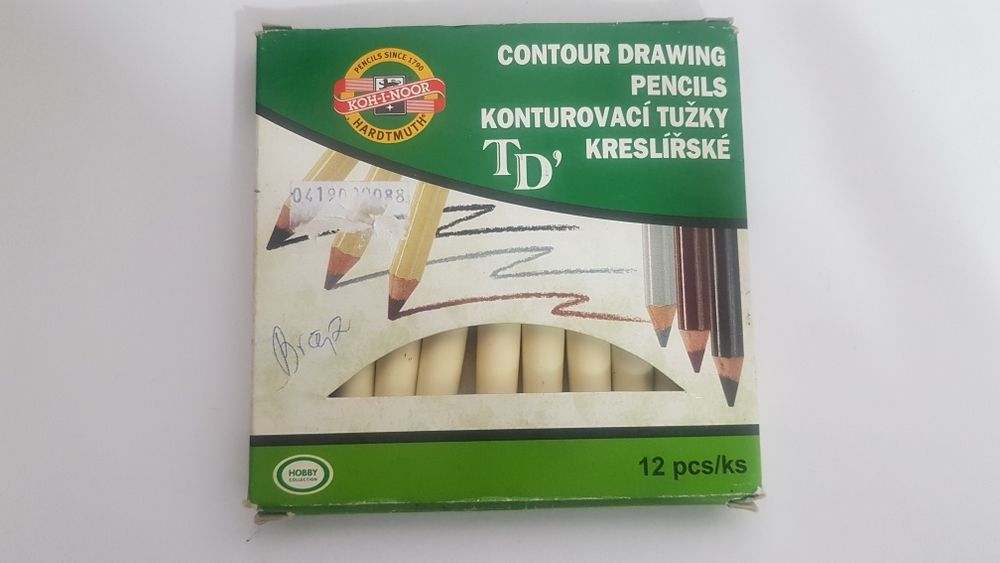 PENCILS SINCE 1790
KOH-I-NOOR
HARDTMUTH
CONTOUR DRAWING
PENCILS
KONTUROVACÍ TUŽKY
KRESLÍŘSKÉ
TD'
HOBBY
COLLECTION
12 pcs/ks